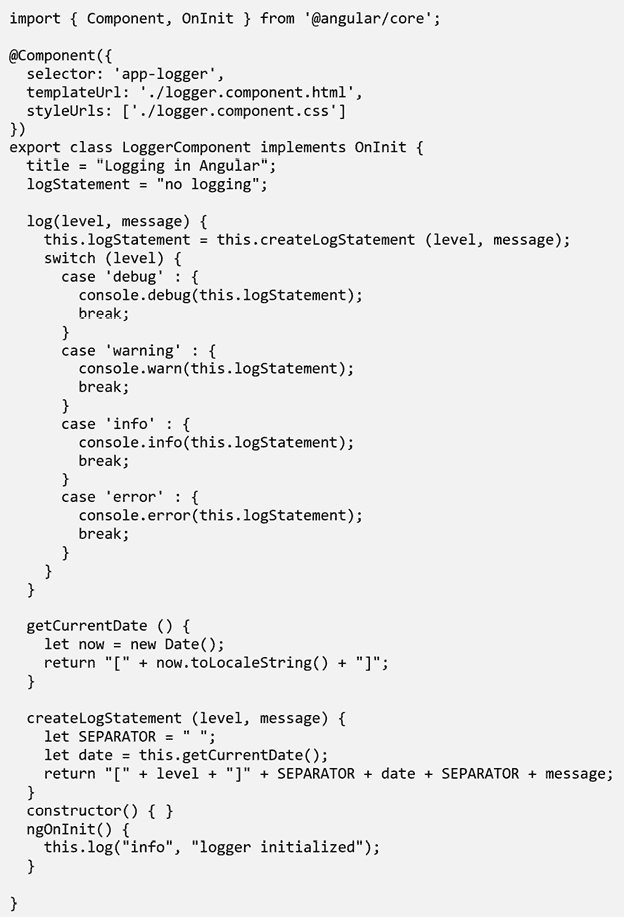 import { Component, OnInit } from '@angular/core';

@Component({
  selector: 'app-logger',
  templateUrl: './logger.component.html',
  styleUrls: ['./logger.component.css']
})
export class LoggerComponent implements OnInit {
  title = "Logging in Angular";
  logStatement = "no logging";

  log(level, message) {
    this.logStatement = this.createLogStatement (level, message);
    switch (level) {
      case 'debug' : {
        console.debug(this.logStatement);
        break;
      }
      case 'warning' : {
        console.warn(this.logStatement);
        break;
      }
      case 'info' : {
        console.info(this.logStatement);
        break;
      }
      case 'error' : {
        console.error(this.logStatement);
        break;
      }
    }
  }

  getCurrentDate () {
    let now = new Date();
    return "[" + now.toLocaleString() + "]";
  }

  createLogStatement (level, message) {
    let SEPARATOR = " ";
    let date = this.getCurrentDate();
    return "[" + level + "]" + SEPARATOR + date + SEPARATOR + message;
  }
  constructor() { }
  ngOnInit() {
    this.log("info", "logger initialized");
  }

}